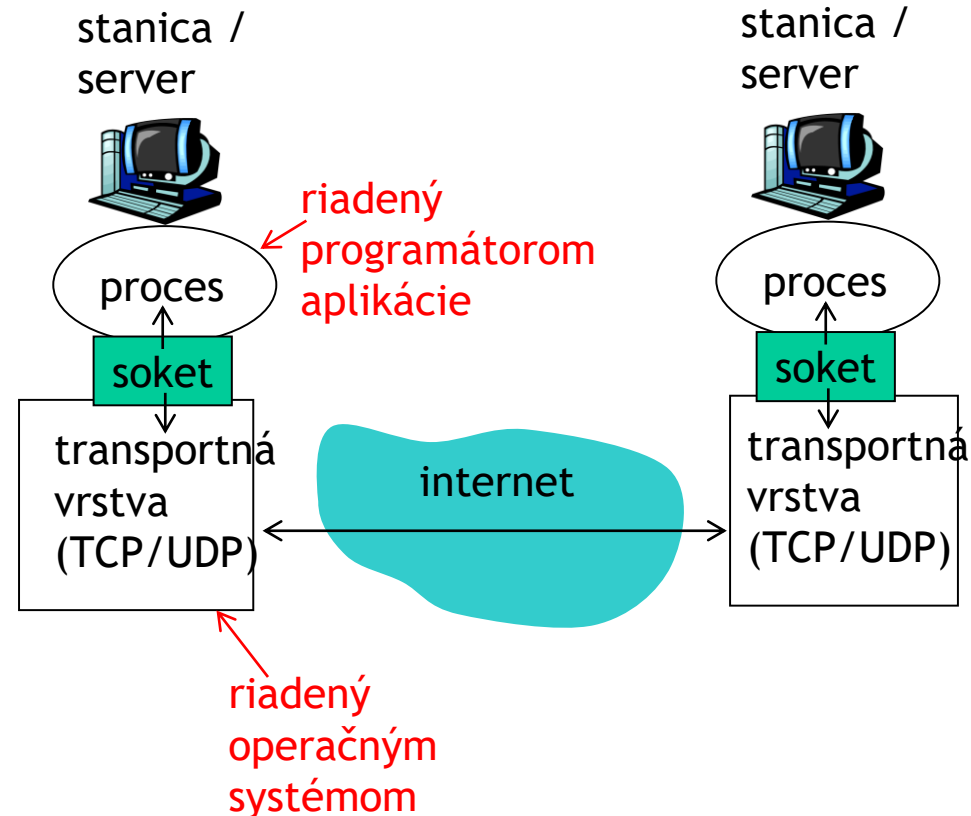 stanica /
server
stanica /
server
riadený
programátorom
aplikácie
proces
proces
soket
soket
transportná
vrstva
(TCP/UDP)
internet
transportná
vrstva
(TCP/UDP)
riadený
operačným
systémom